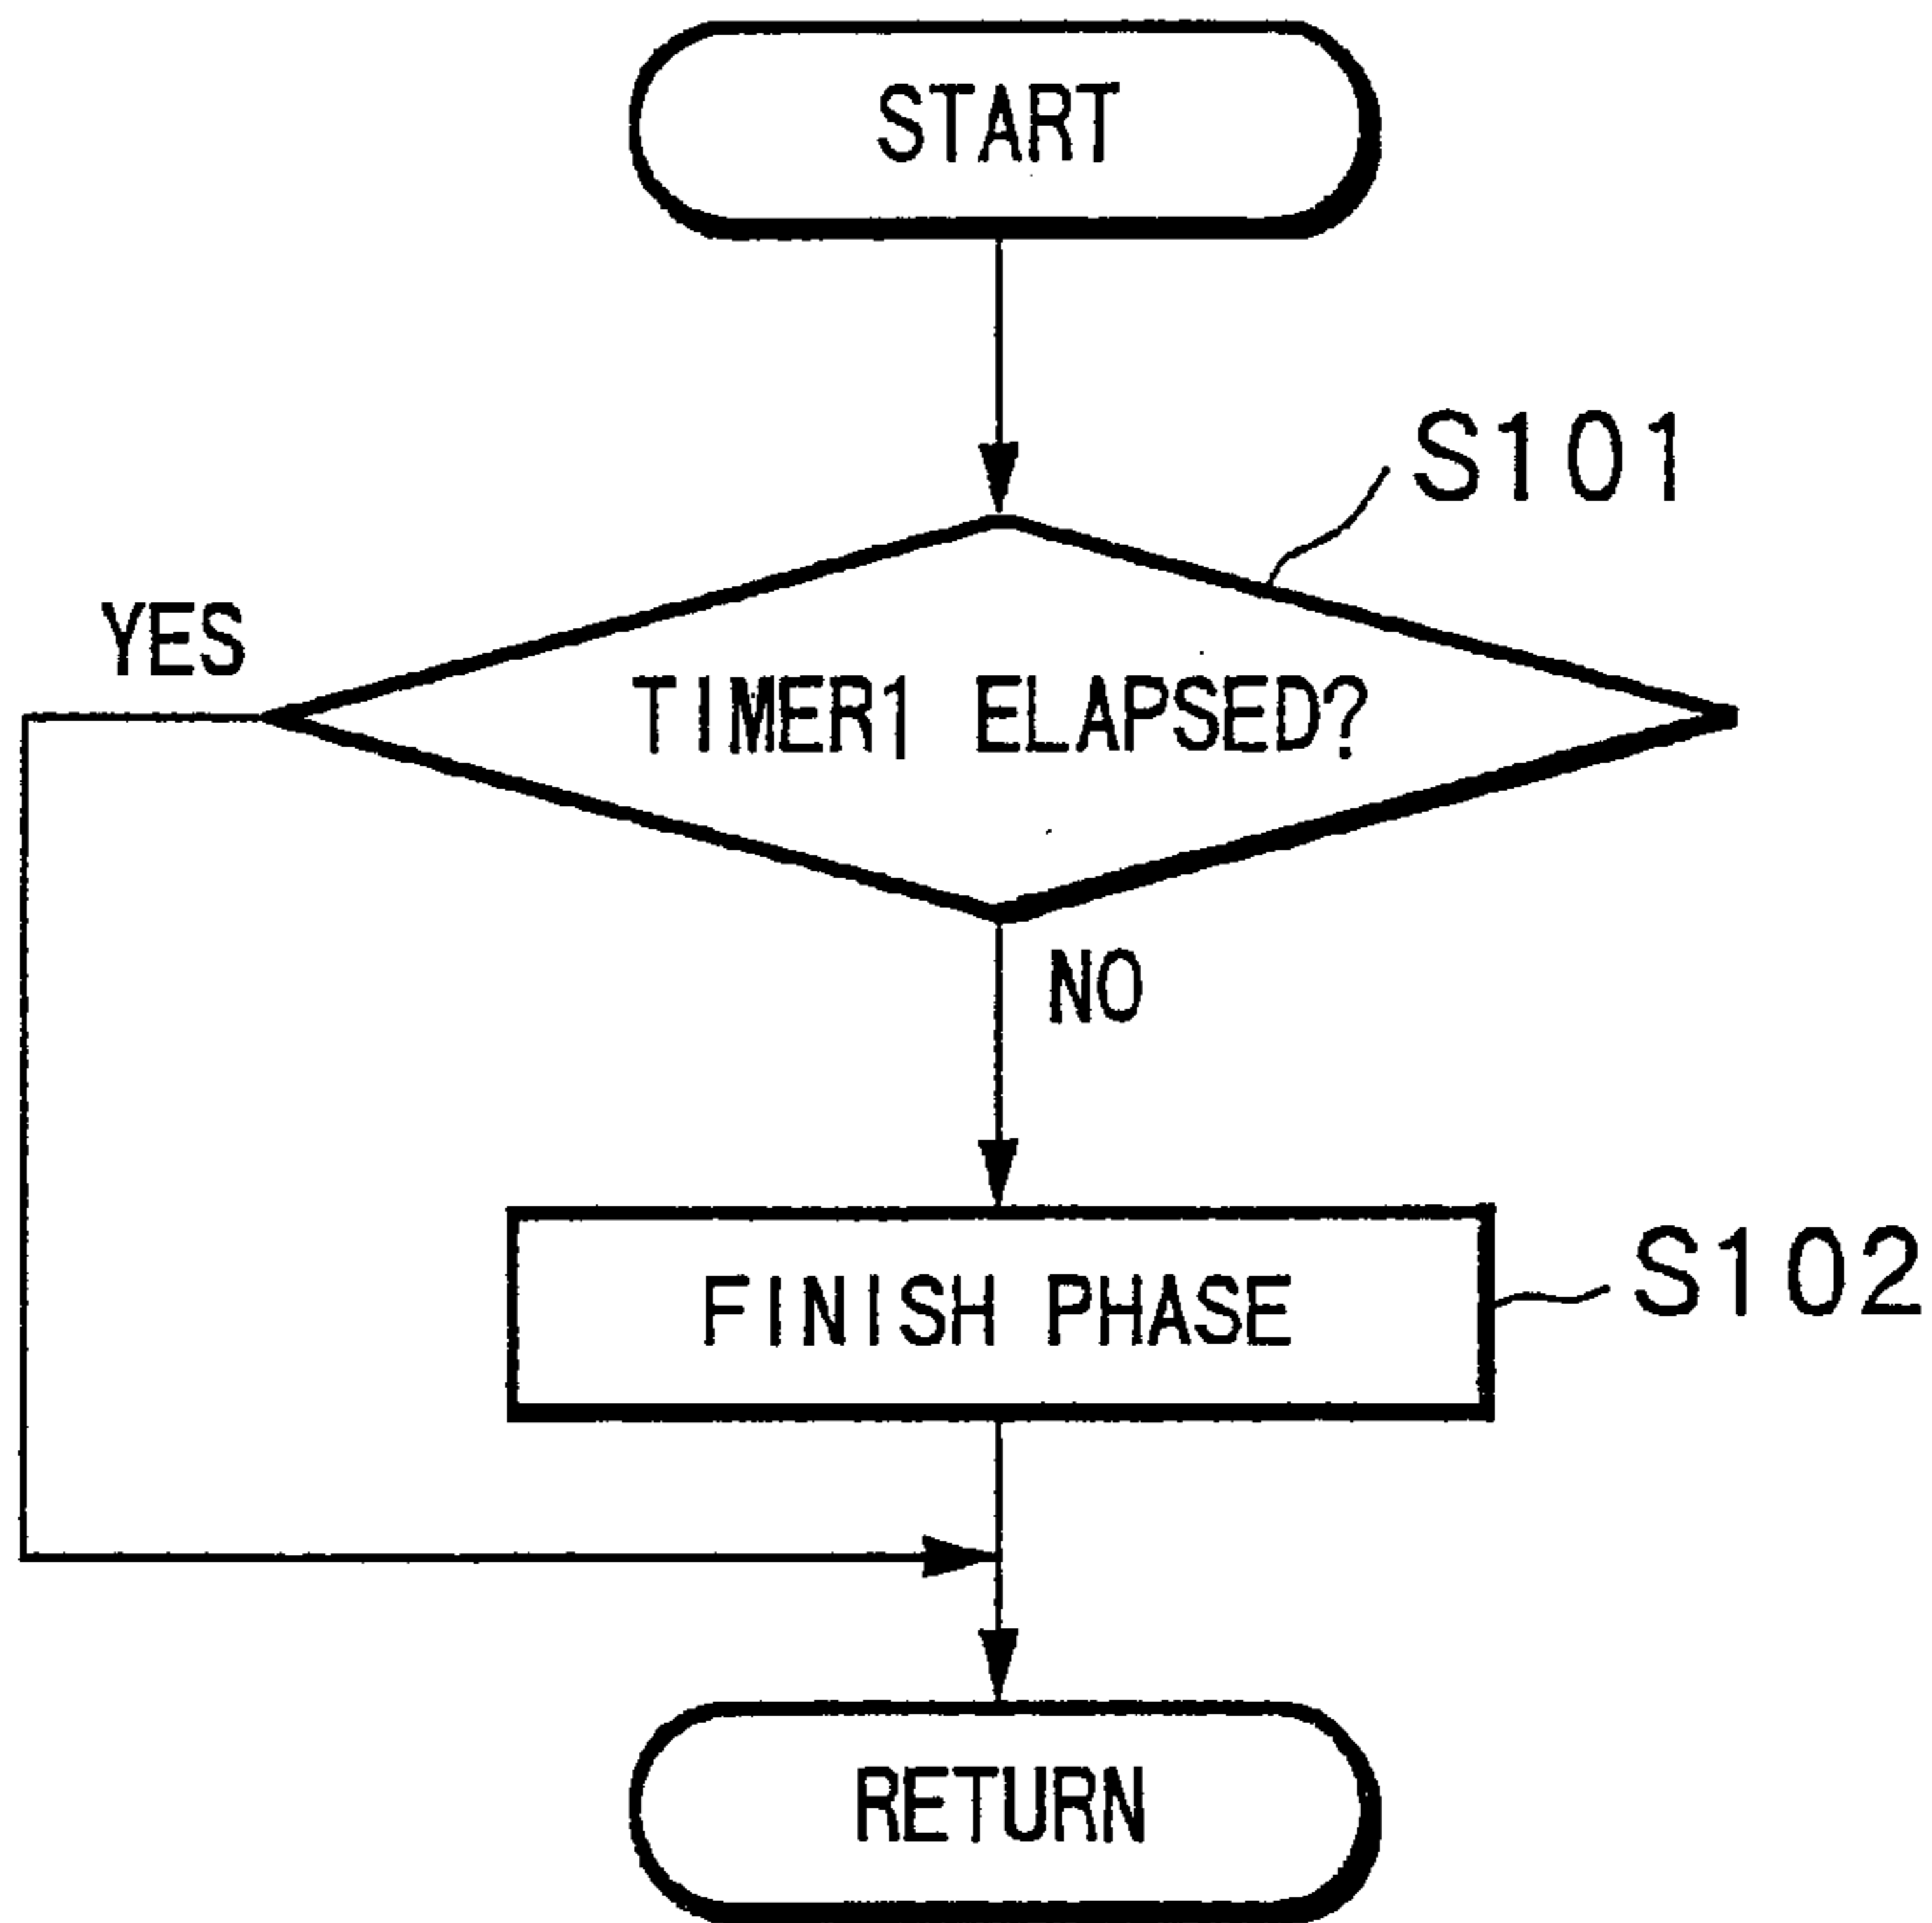 START
S101
YES
TIMER1 ELAPSED?
NO
FINISH PHASE
S102
RETURN